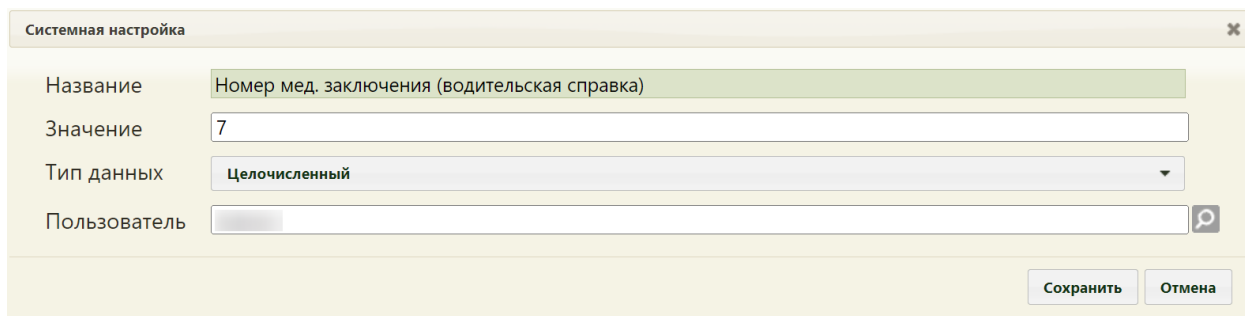 Системная настройка
Название Номер мед. заключения (водительская справка)
Значение 7
Тип данных Целочисленный
Пользователь
Сохранить Отмена